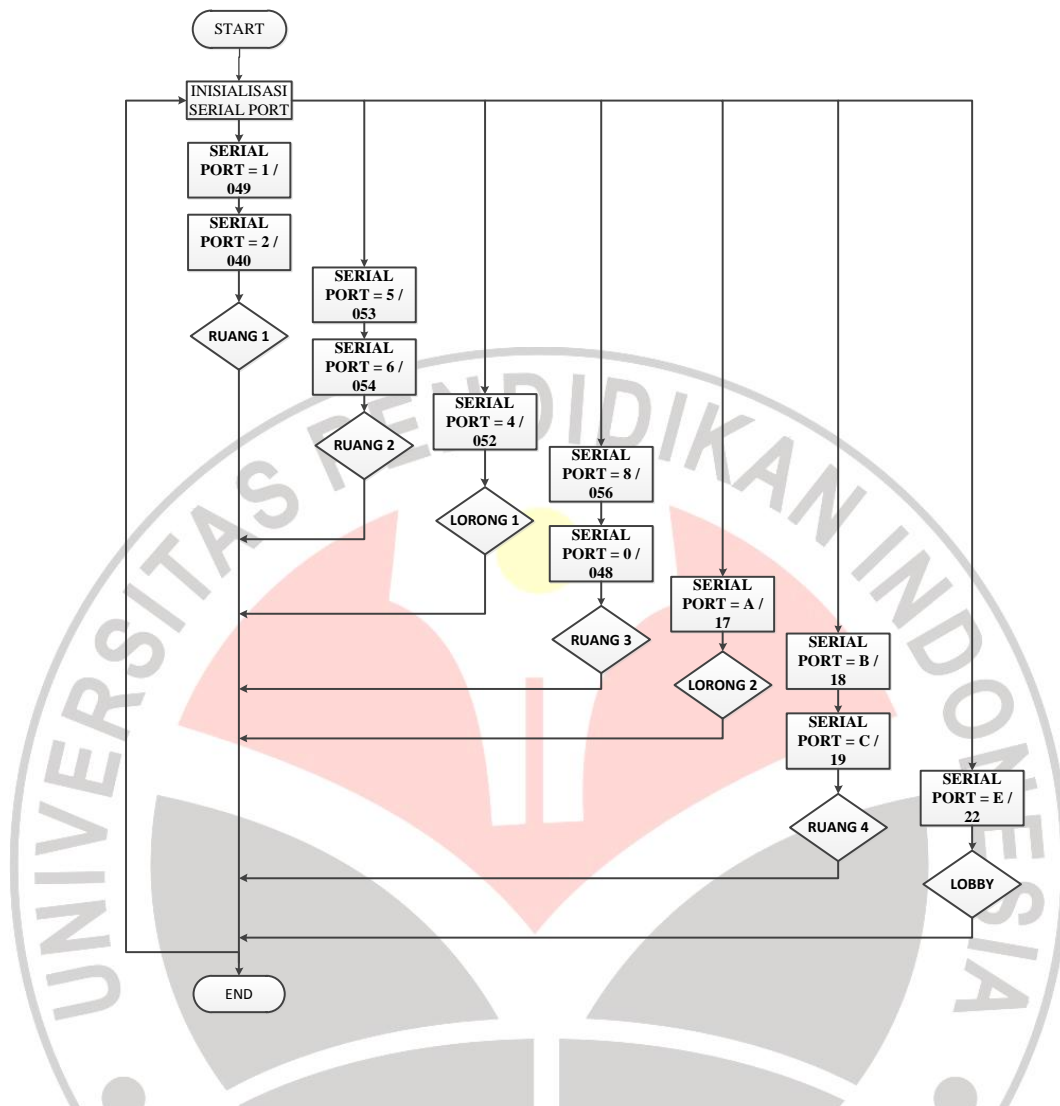 START
INISIALISASI
SERIAL PORT
SERIAL
PORT = 1 /
049
SERIAL
PORT = 2 /
040
RUANG 1
SERIAL
PORT = 5 /
053
SERIAL
PORT = 6 /
054
RUANG 2
SERIAL
PORT = 4 /
052
LORONG 1
SERIAL
PORT = 8 /
056
SERIAL
PORT = 0 /
048
RUANG 3
SERIAL
PORT = A /
17
LORONG 2
SERIAL
PORT = B /
18
SERIAL
PORT = C /
19
RUANG 4
SERIAL
PORT = E /
22
LOBBY
END
UNIVERSITAS PENDIDIKAN INDONESIA